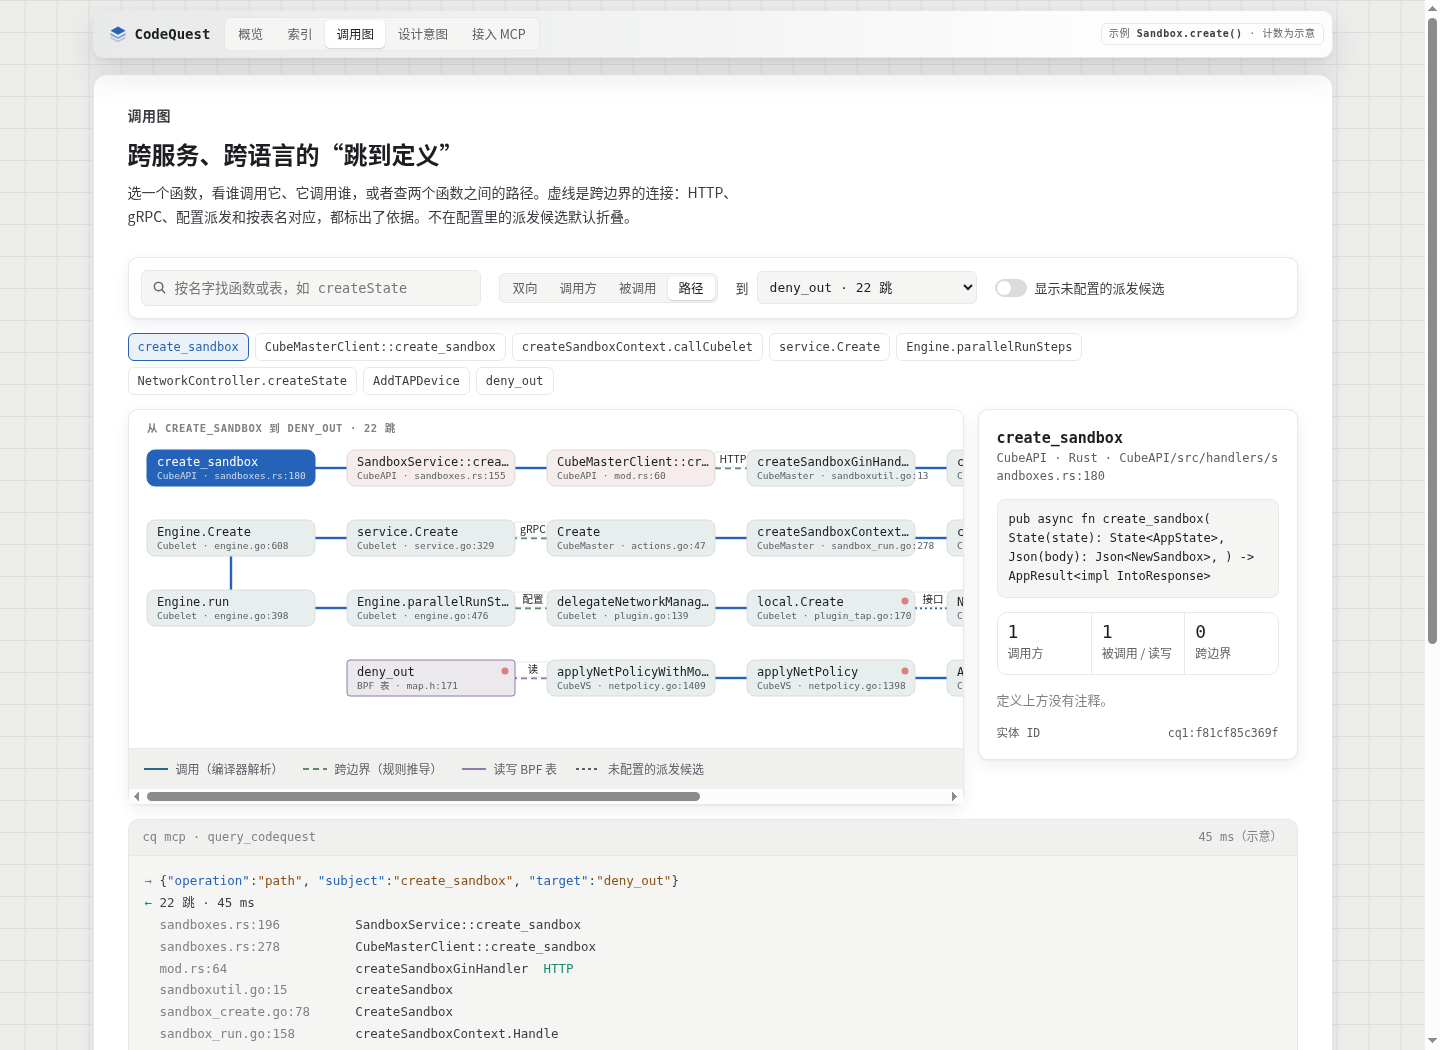 CodeQuest
概览
索引
调用图
设计意图
接入 MCP
示例 Sandbox.create() · 计数为示意
调用图
跨服务、跨语言的“跳到定义”
选一个函数，看谁调用它、它调用谁，或者查两个函数之间的路径。虚线是跨边界的连接：HTTP、
gRPC、配置派发和按表名对应，都标出了依据。不在配置里的派发候选默认折叠。
按名字找函数或表，如 createState
双向
调用方
被调用
路径
到
deny_out · 22 跳
显示未配置的派发候选
create_sandbox
CubeMasterClient::create_sandbox
createSandboxContext.callCubelet
service.Create
Engine.parallelRunSteps
NetworkController.createState
AddTAPDevice
deny_out
从 CREATE_SANDBOX 到 DENY_OUT · 22 跳
create_sandbox
CubeAPI · sandboxes.rs:180
SandboxService::crea…
CubeAPI · sandboxes.rs:155
CubeMasterClient::cr…
CubeAPI · mod.rs:60
HTTP
createSandboxGinHand…
CubeMaster · sandboxutil.go:13
Engine.Create
Cubelet · engine.go:608
service.Create
Cubelet · service.go:329
gRPC
Create
CubeMaster · actions.go:47
createSandboxContext…
CubeMaster · sandbox_run.go:278
Engine.run
Cubelet · engine.go:398
Engine.parallelRunSt…
Cubelet · engine.go:476
配置
delegateNetworkManag…
Cubelet · plugin.go:139
local.Create
Cubelet · plugin_tap.go:170
接口
deny_out
BPF 表 · map.h:171
读
applyNetPolicyWithMo…
CubeVS · netpolicy.go:1409
applyNetPolicy
CubeVS · netpolicy.go:1398
调用（编译器解析）
跨边界（规则推导）
读写 BPF 表
未配置的派发候选
create_sandbox
CubeAPI · Rust · CubeAPI/src/handlers/s
andboxes.rs:180
pub async fn create_sandbox(
State(state): State<AppState>,
Json(body): Json<NewSandbox>, ) ->
AppResult<impl IntoResponse>
1
调用方
1
被调用 / 读写
0
跨边界
定义上方没有注释。
实体 ID
cq1:f81cf85c369f
cq mcp · query_codequest
45 ms（示意）
→ {"operation":"path", "subject":"create_sandbox", "target":"deny_out"}
← 22 跳 · 45 ms
sandboxes.rs:196 SandboxService::create_sandbox
sandboxes.rs:278 CubeMasterClient::create_sandbox
mod.rs:64 createSandboxGinHandler HTTP
sandboxutil.go:15 createSandbox
sandbox_create.go:78 CreateSandbox
sandbox_run.go:158 createSandboxContext.Handle